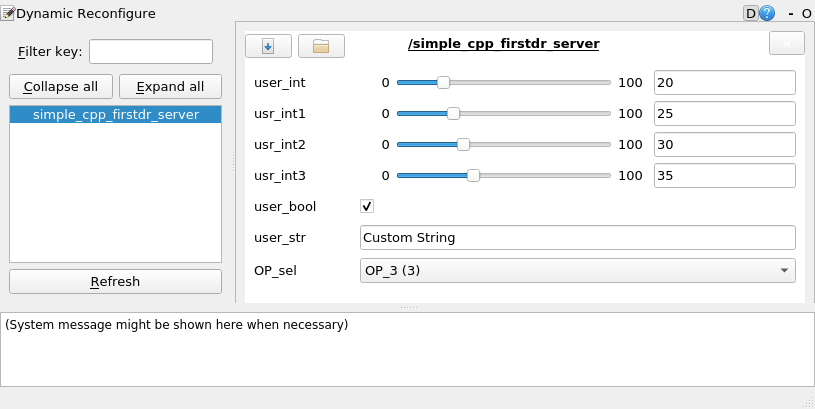 Dynamic Reconfigure
D ? - O
Filter key:
Collapse all Expand all
simple_cpp_firstdr_server
Refresh
/simple_cpp_firstdr_server
user_int 0 100 20
usr_int1 0 100 25
usr_int2 0 100 30
usr_int3 0 100 35
user_bool
user_str Custom String
OP_sel OP_3 (3)
(System message might be shown here when necessary)